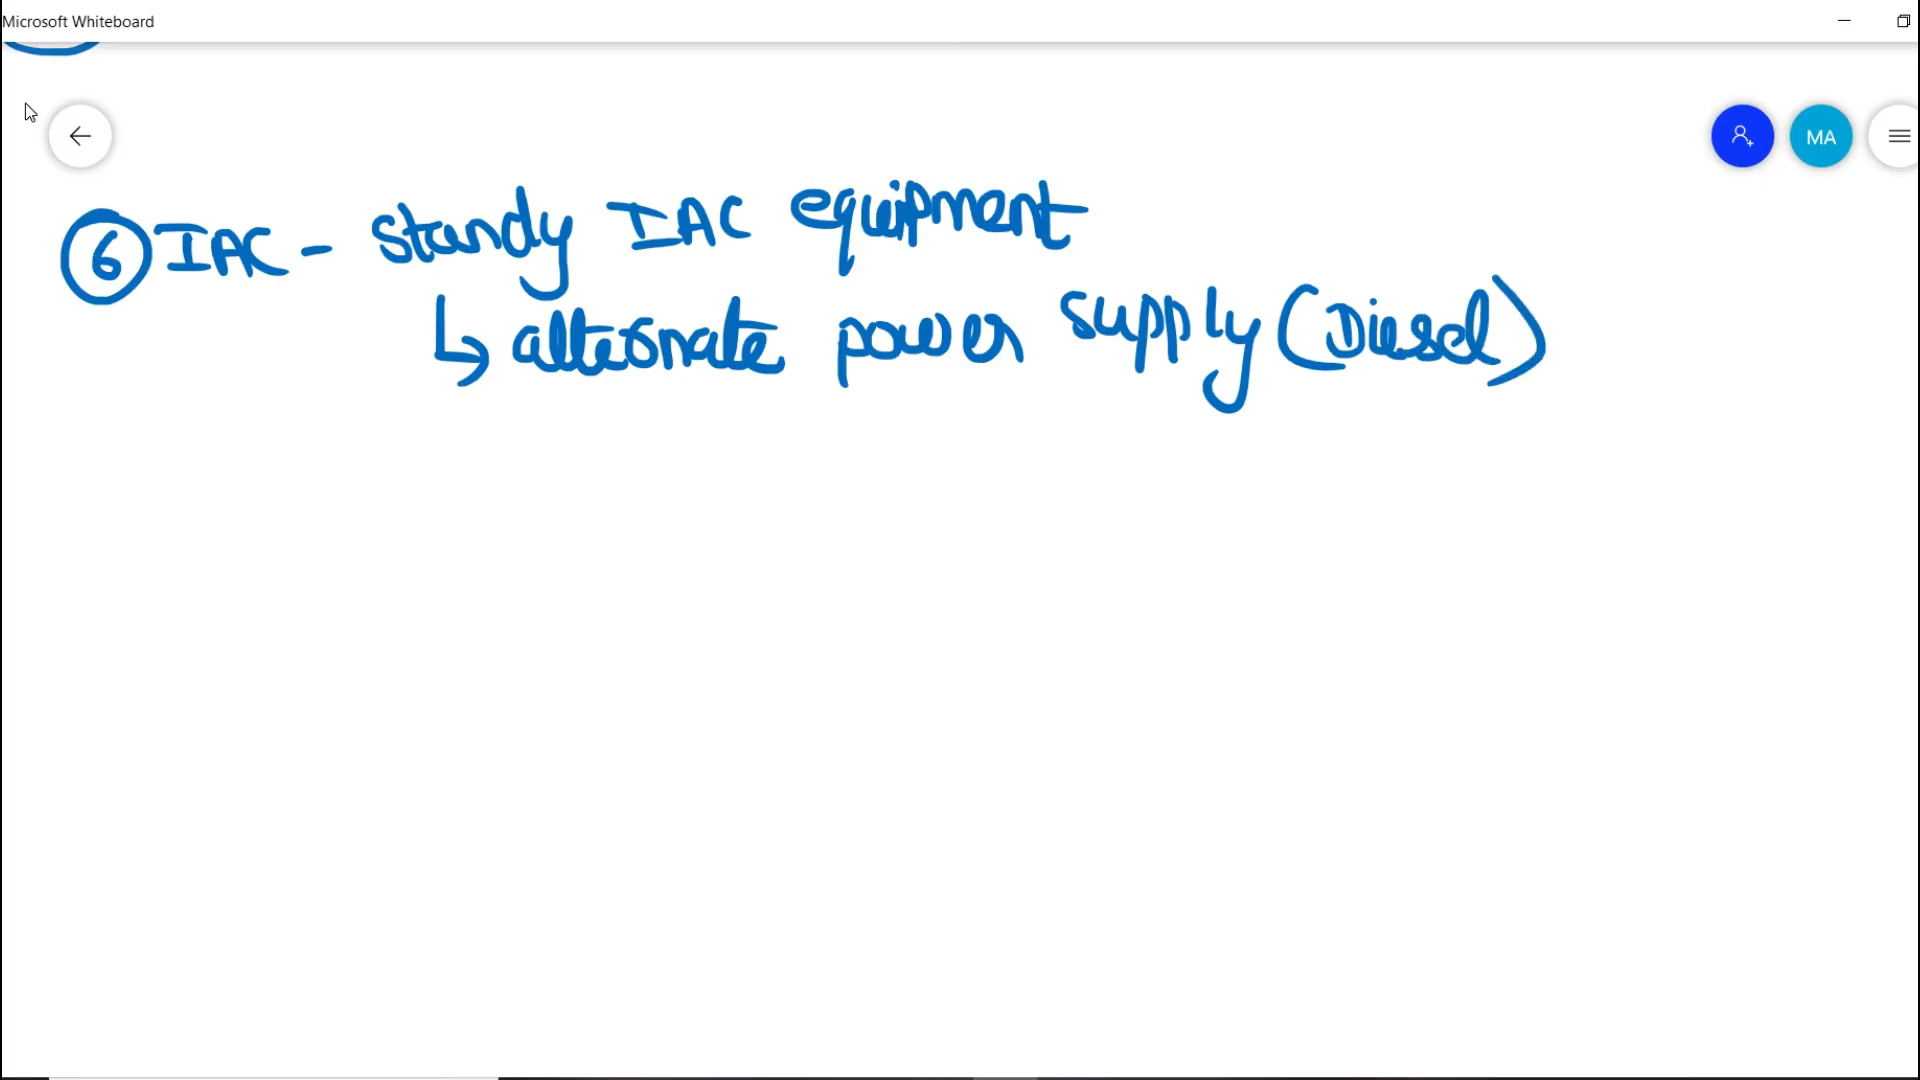 Microsoft Whiteboard
MA
6 IAC - standy IAC equipment
↳ alternate power supply (Diesel)